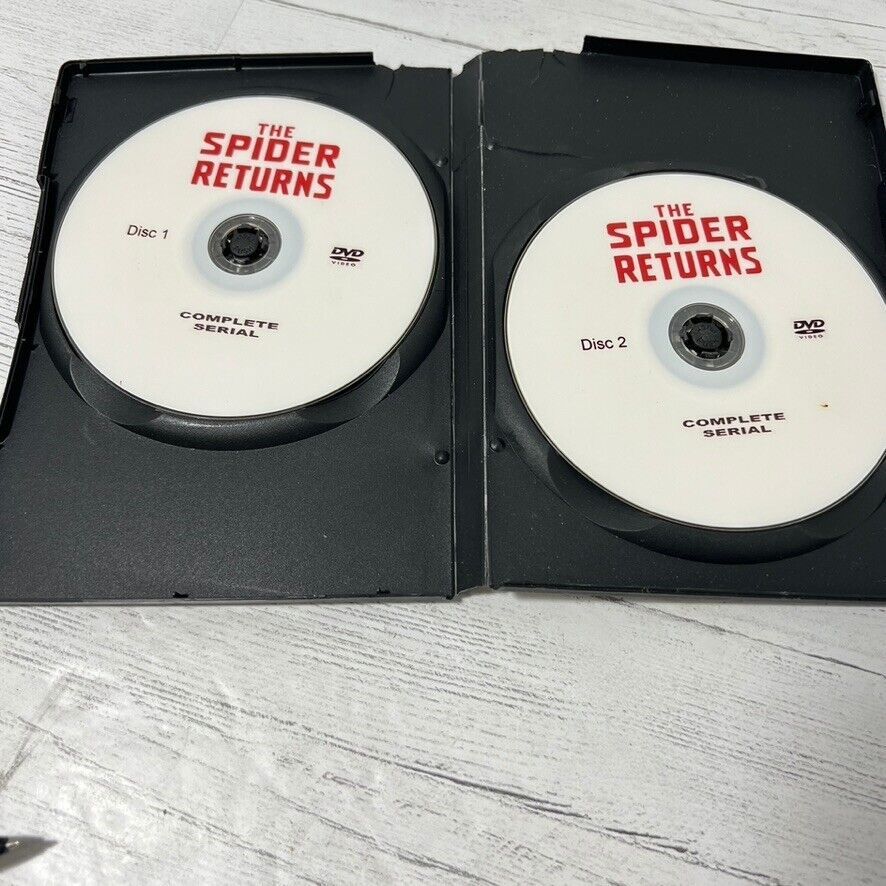 THE
SPIDER
RETURNS
Disc 1
DVD
VIDEO
COMPLETE
SERIAL
THE
SPIDER
RETURNS
Disc 2
DVD
VIDEO
COMPLETE
SERIAL